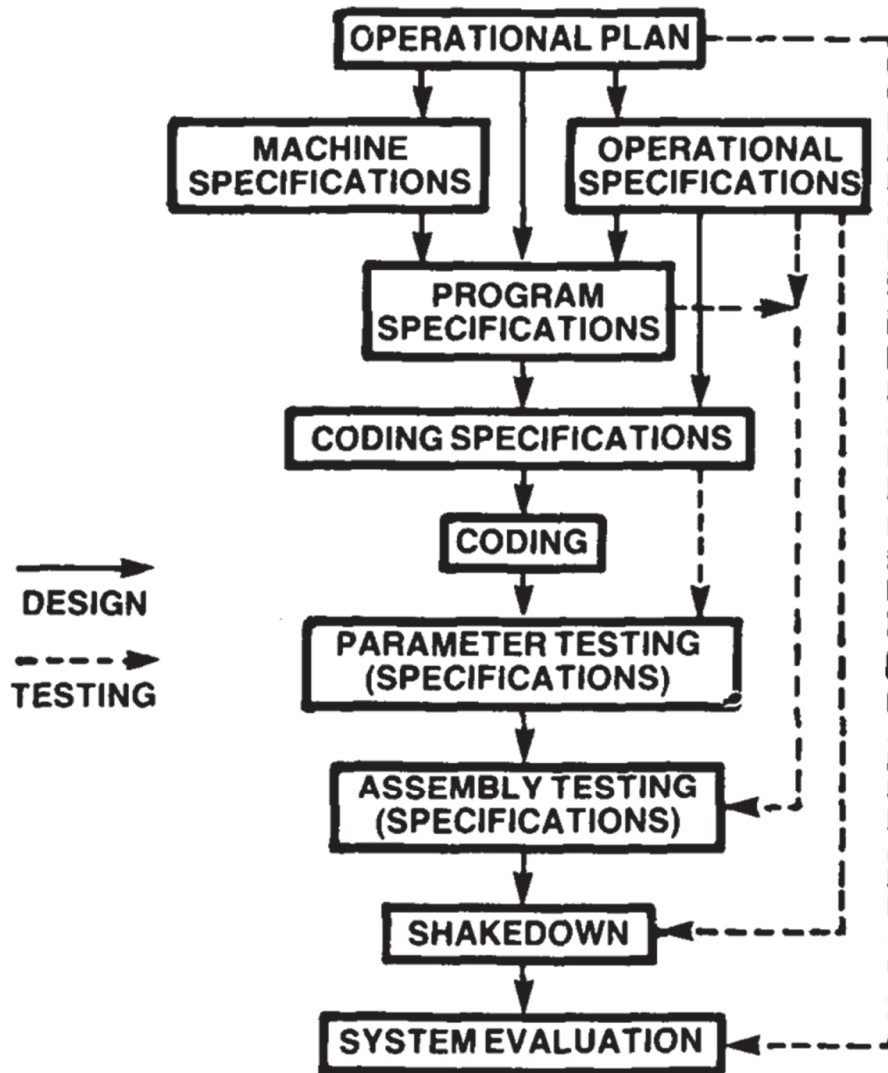 OPERATIONAL PLAN
MACHINE
SPECIFICATIONS
OPERATIONAL
SPECIFICATIONS
PROGRAM
SPECIFICATIONS
CODING SPECIFICATIONS
CODING
DESIGN
TESTING
PARAMETER TESTING
(SPECIFICATIONS)
ASSEMBLY TESTING
(SPECIFICATIONS)
SHAKEDOWN
SYSTEM EVALUATION